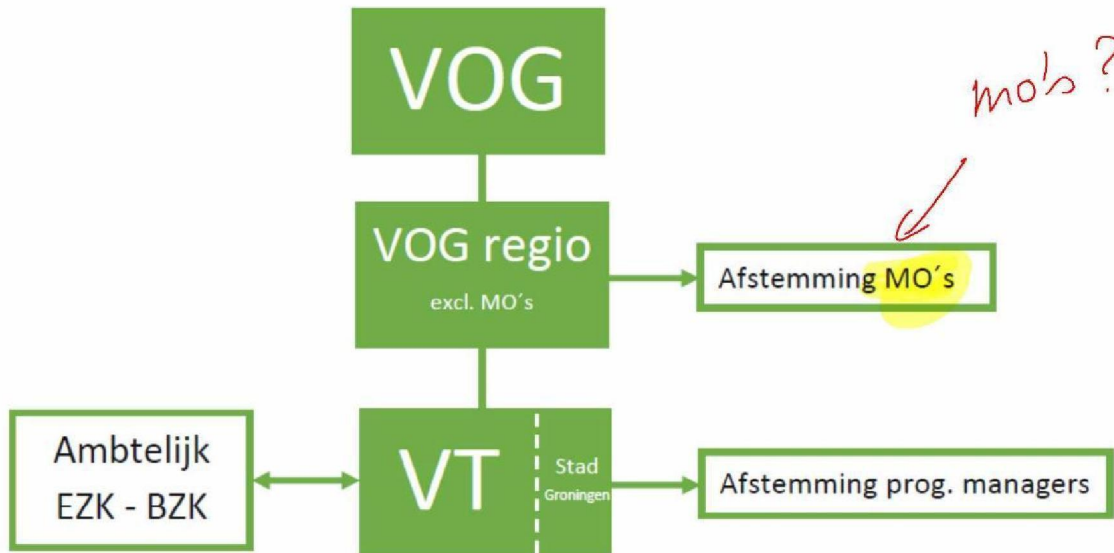 VOG
mo's ?
VOG regio
excl. MO´s
Afstemming MO´s
Ambtelijk
EZK - BZK
VT
Stad
Groningen
Afstemming prog. managers